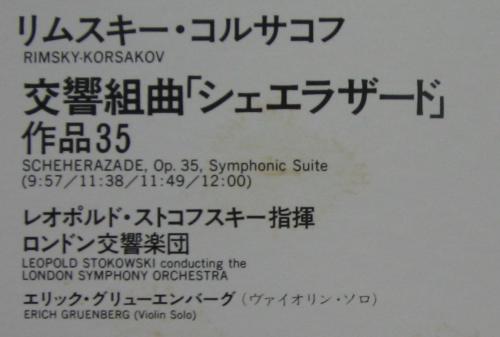 リムスキー・コルサコフ
RIMSKY-KORSAKOV
交響組曲「シェエラザード」
作品35
SCHEHERAZADE, Op. 35, Symphonic Suite
(9:57／11:38／11:49／12:00)
レオポルド・ストコフスキー指揮
ロンドン交響楽団
LEOPOLD STOKOWSKI conducting the
LONDON SYMPHONY ORCHESTRA
エリック・グリューエンバーグ（ヴァイオリン・ソロ）
ERICH GRUENBERG (Violin Solo)